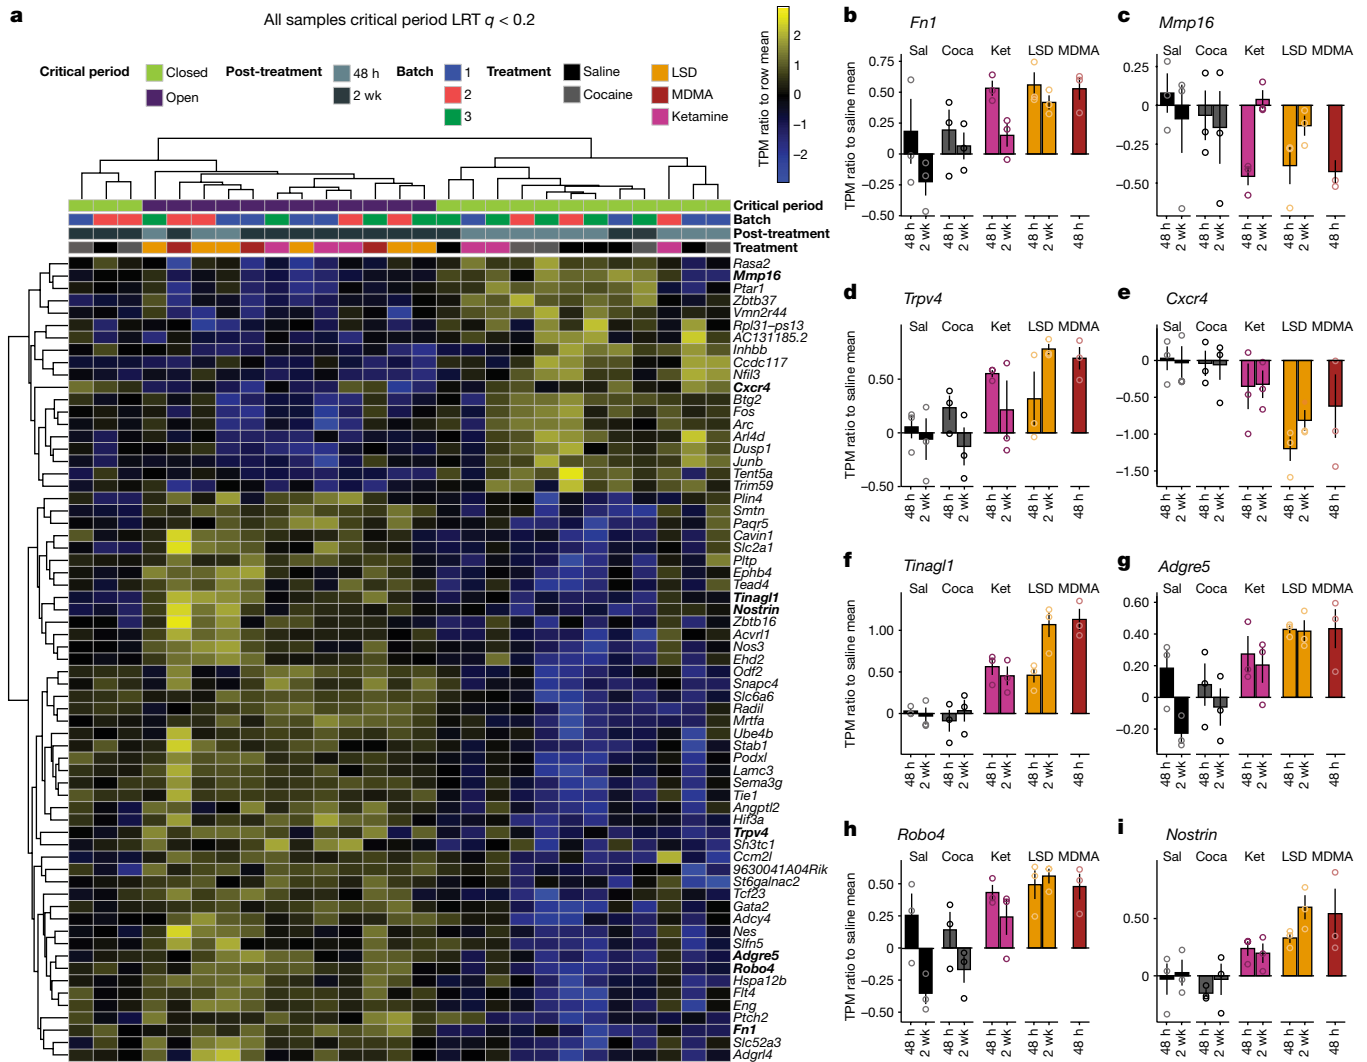 a
All samples critical period LRT q < 0.2
Critical period
Closed
Open
Post-treatment
48 h
2 wk
Batch
1
2
3
Treatment
Saline
Cocaine
LSD
MDMA
Ketamine
TPM ratio to row mean
2
1
0
−1
−2
Critical period
Batch
Post-treatment
Treatment
Rasa2
Mmp16
Ptar1
Zbtb37
Vmn2r44
Rpl31−ps13
AC131185.2
Inhbb
Ccdc117
Nfil3
Cxcr4
Btg2
Fos
Arc
Arl4d
Dusp1
Junb
Tent5a
Trim59
Plin4
Smtn
Paqr5
Cavin1
Slc2a1
Pltp
Ephb4
Tead4
Tinagl1
Nostrin
Zbtb16
Acvrl1
Nos3
Ehd2
Odf2
Snapc4
Slc6a6
Radil
Mrtfa
Ube4b
Stab1
Podxl
Lamc3
Sema3g
Tie1
Angptl2
Hif3a
Trpv4
Sh3tc1
Ccm2l
9630041A04Rik
St6galnac2
Tcf23
Gata2
Adcy4
Nes
Slfn5
Adgre5
Robo4
Hspa12b
Flt4
Eng
Ptch2
Fn1
Slc52a3
Adgrl4
b
Fn1
Sal Coca Ket LSD MDMA
TPM ratio to saline mean
0.75
0.50
0.25
0
−0.25
−0.50
48 h 2 wk 48 h 2 wk 48 h 2 wk 48 h 2 wk 48 h
c
Mmp16
Sal Coca Ket LSD MDMA
0.25
0
−0.25
−0.50
48 h 2 wk 48 h 2 wk 48 h 2 wk 48 h 2 wk 48 h
d
Trpv4
Sal Coca Ket LSD MDMA
TPM ratio to saline mean
0.50
0
−0.50
48 h 2 wk 48 h 2 wk 48 h 2 wk 48 h 2 wk 48 h
e
Cxcr4
Sal Coca Ket LSD MDMA
0
−0.50
−1.00
−1.50
48 h 2 wk 48 h 2 wk 48 h 2 wk 48 h 2 wk 48 h
f
Tinagl1
Sal Coca Ket LSD MDMA
TPM ratio to saline mean
1.00
0.50
0
48 h 2 wk 48 h 2 wk 48 h 2 wk 48 h 2 wk 48 h
g
Adgre5
Sal Coca Ket LSD MDMA
0.60
0.40
0.20
0
−0.20
48 h 2 wk 48 h 2 wk 48 h 2 wk 48 h 2 wk 48 h
h
Robo4
Sal Coca Ket LSD MDMA
TPM ratio to saline mean
0.50
0.25
0
−0.25
−0.50
48 h 2 wk 48 h 2 wk 48 h 2 wk 48 h 2 wk 48 h
i
Nostrin
Sal Coca Ket LSD MDMA
0.50
0
48 h 2 wk 48 h 2 wk 48 h 2 wk 48 h 2 wk 48 h